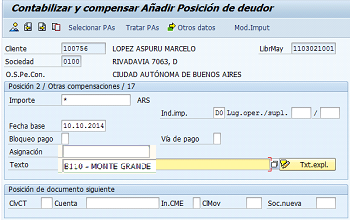 Contabilizar y compensar Añadir Posición de deudor
Selecionar PAs Tratar PAs Otros datos Mod.Imput
Cliente 100756 LOPEZ ASPURU MARCELO LibrMay 1103021001
Sociedad 0100 RIVADAVIA 7063, D
O.S.Pe.Con. CIUDAD AUTÓNOMA DE BUENOS AIRES
Posición 2 / Otras compensaciones / 17
Importe * ARS
Ind.imp. D0 Lug.oper./supl. /
Fecha base 10.10.2014
Bloqueo pago Vía de pago
Asignación
Texto E110 - MONTE GRANDE Txt.expl.
Posición de documento siguiente
ClvCT Cuenta In.CME ClMov Soc.nueva